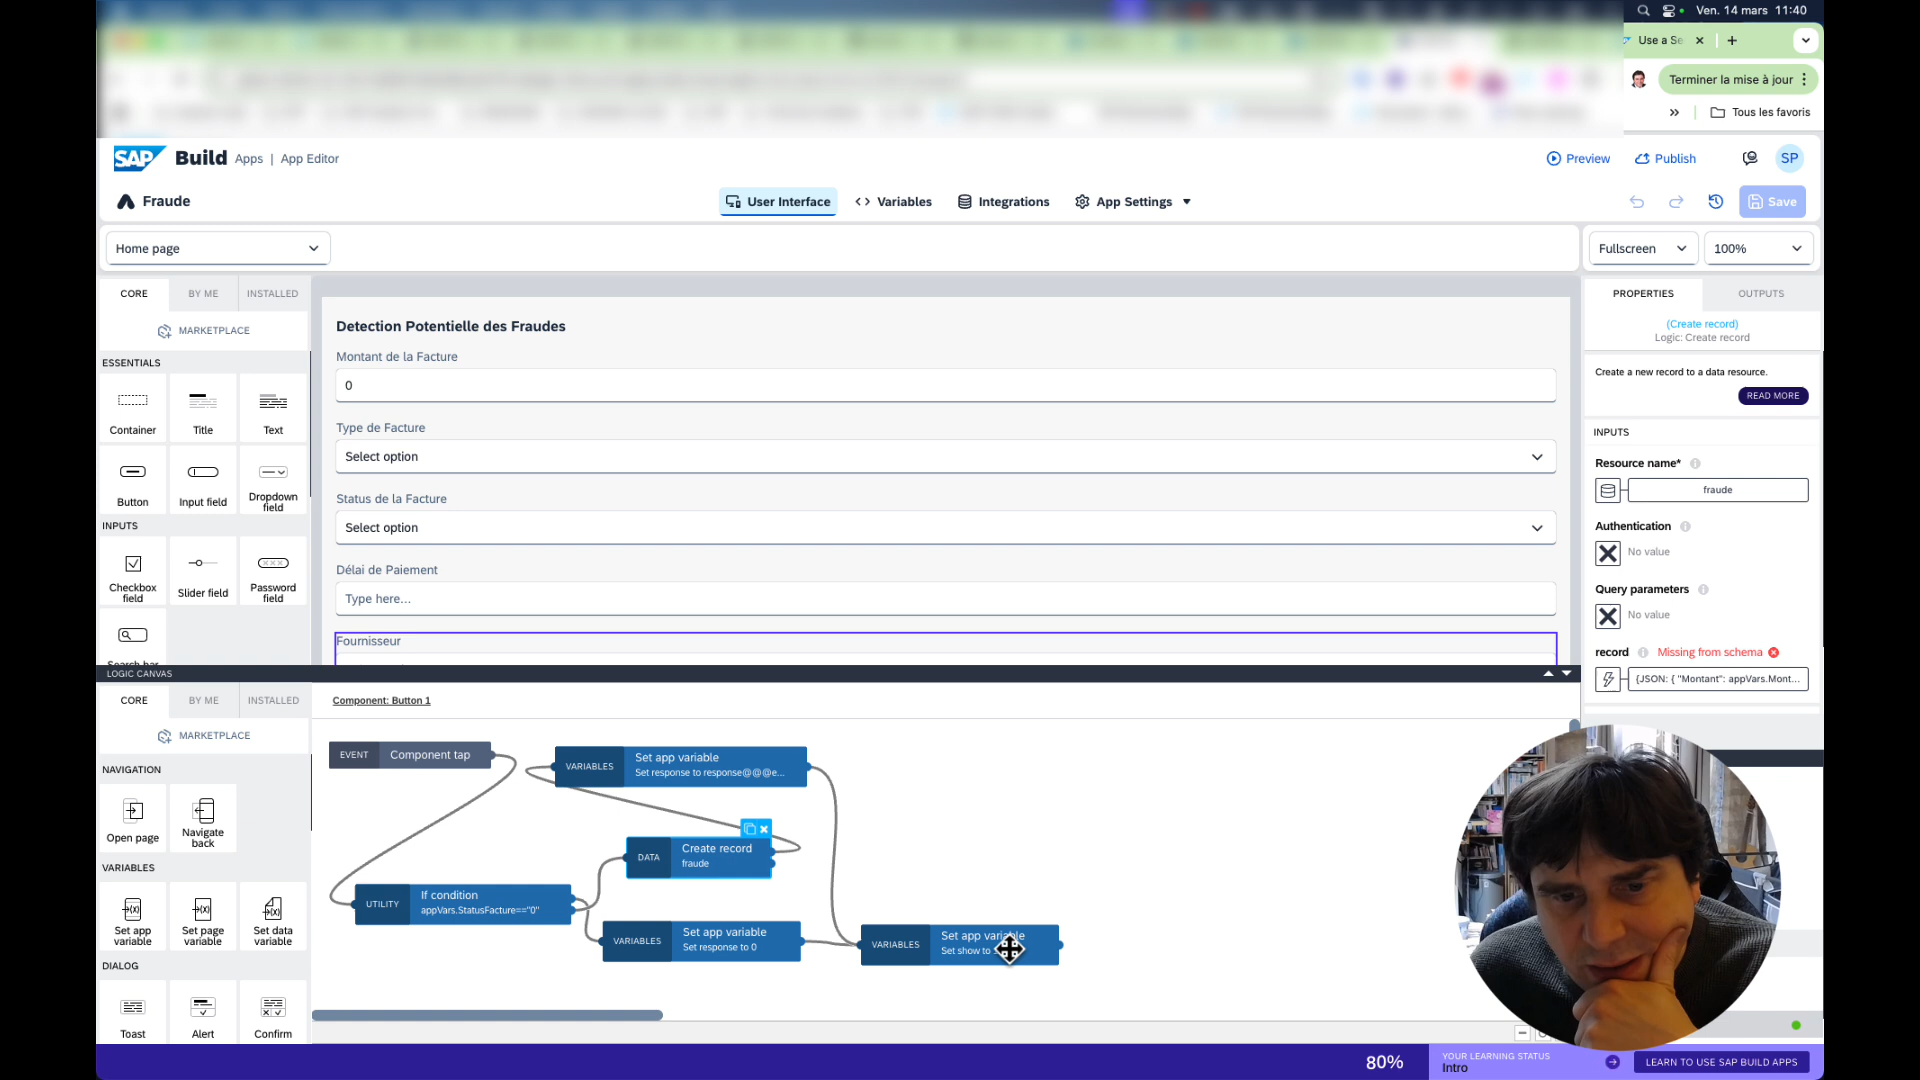 Ven. 14 mars 11:40
Use a Se
Terminer la mise à jour
Tous les favoris
SAP Build Apps | App Editor
Preview
Publish
SP
Fraude
User Interface
Variables
Integrations
App Settings
Save
Home page
Fullscreen
100%
CORE
BY ME
INSTALLED
MARKETPLACE
ESSENTIALS
Container
Title
Text
Button
Input field
Dropdown field
INPUTS
Checkbox field
Slider field
Password field
Detection Potentielle des Fraudes
Montant de la Facture
0
Type de Facture
Select option
Status de la Facture
Select option
Délai de Paiement
Type here...
Fournisseur
PROPERTIES
OUTPUTS
(Create record)
Logic: Create record
Create a new record to a data resource.
READ MORE
INPUTS
Resource name*
fraude
Authentication
No value
Query parameters
No value
record
Missing from schema
{JSON: { "Montant": appVars.Mont...
LOGIC CANVAS
CORE
BY ME
INSTALLED
MARKETPLACE
NAVIGATION
Open page
Navigate back
VARIABLES
Set app variable
Set page variable
Set data variable
DIALOG
Toast
Alert
Confirm
Component: Button 1
EVENT
Component tap
VARIABLES
Set app variable
Set response to response@@@e...
DATA
Create record
fraude
UTILITY
If condition
appVars.StatusFacture=="0"
VARIABLES
Set app variable
Set response to 0
VARIABLES
Set app variable
Set show to
80%
YOUR LEARNING STATUS
Intro
LEARN TO USE SAP BUILD APPS